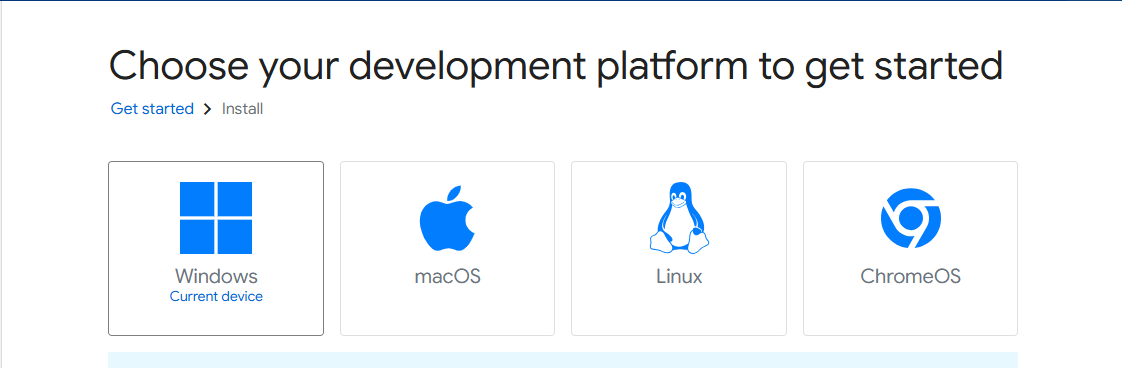 Choose your development platform to get started
Get started > Install
Windows
Current device
macOS
Linux
ChromeOS